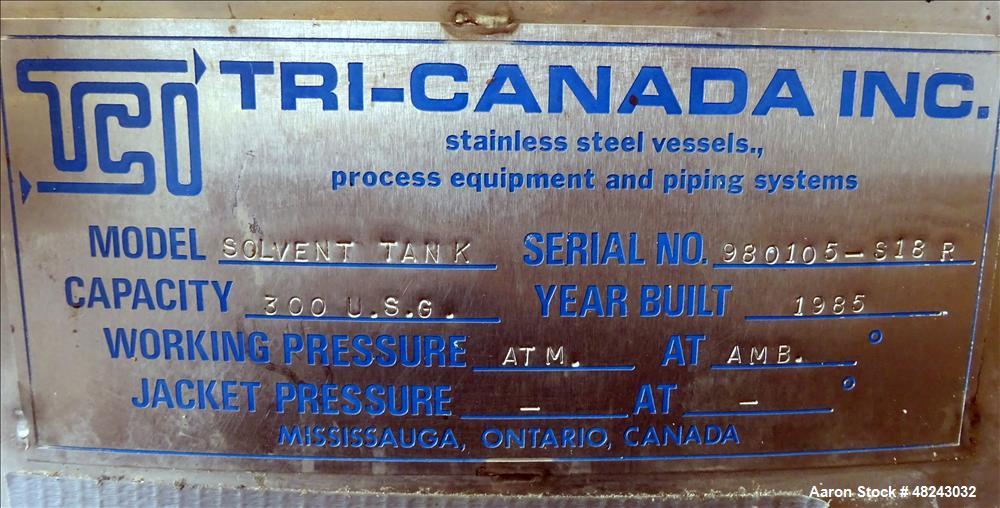 TCI TRI-CANADA INC.
stainless steel vessels.,
process equipment and piping systems
MODEL SOLVENT TANK SERIAL NO. 980105-S18R
CAPACITY 300 U.S.G. YEAR BUILT 1985
WORKING PRESSURE ATM. AT AMB. °
JACKET PRESSURE - AT - °
MISSISSAUGA, ONTARIO, CANADA
Aaron Stock # 48243032